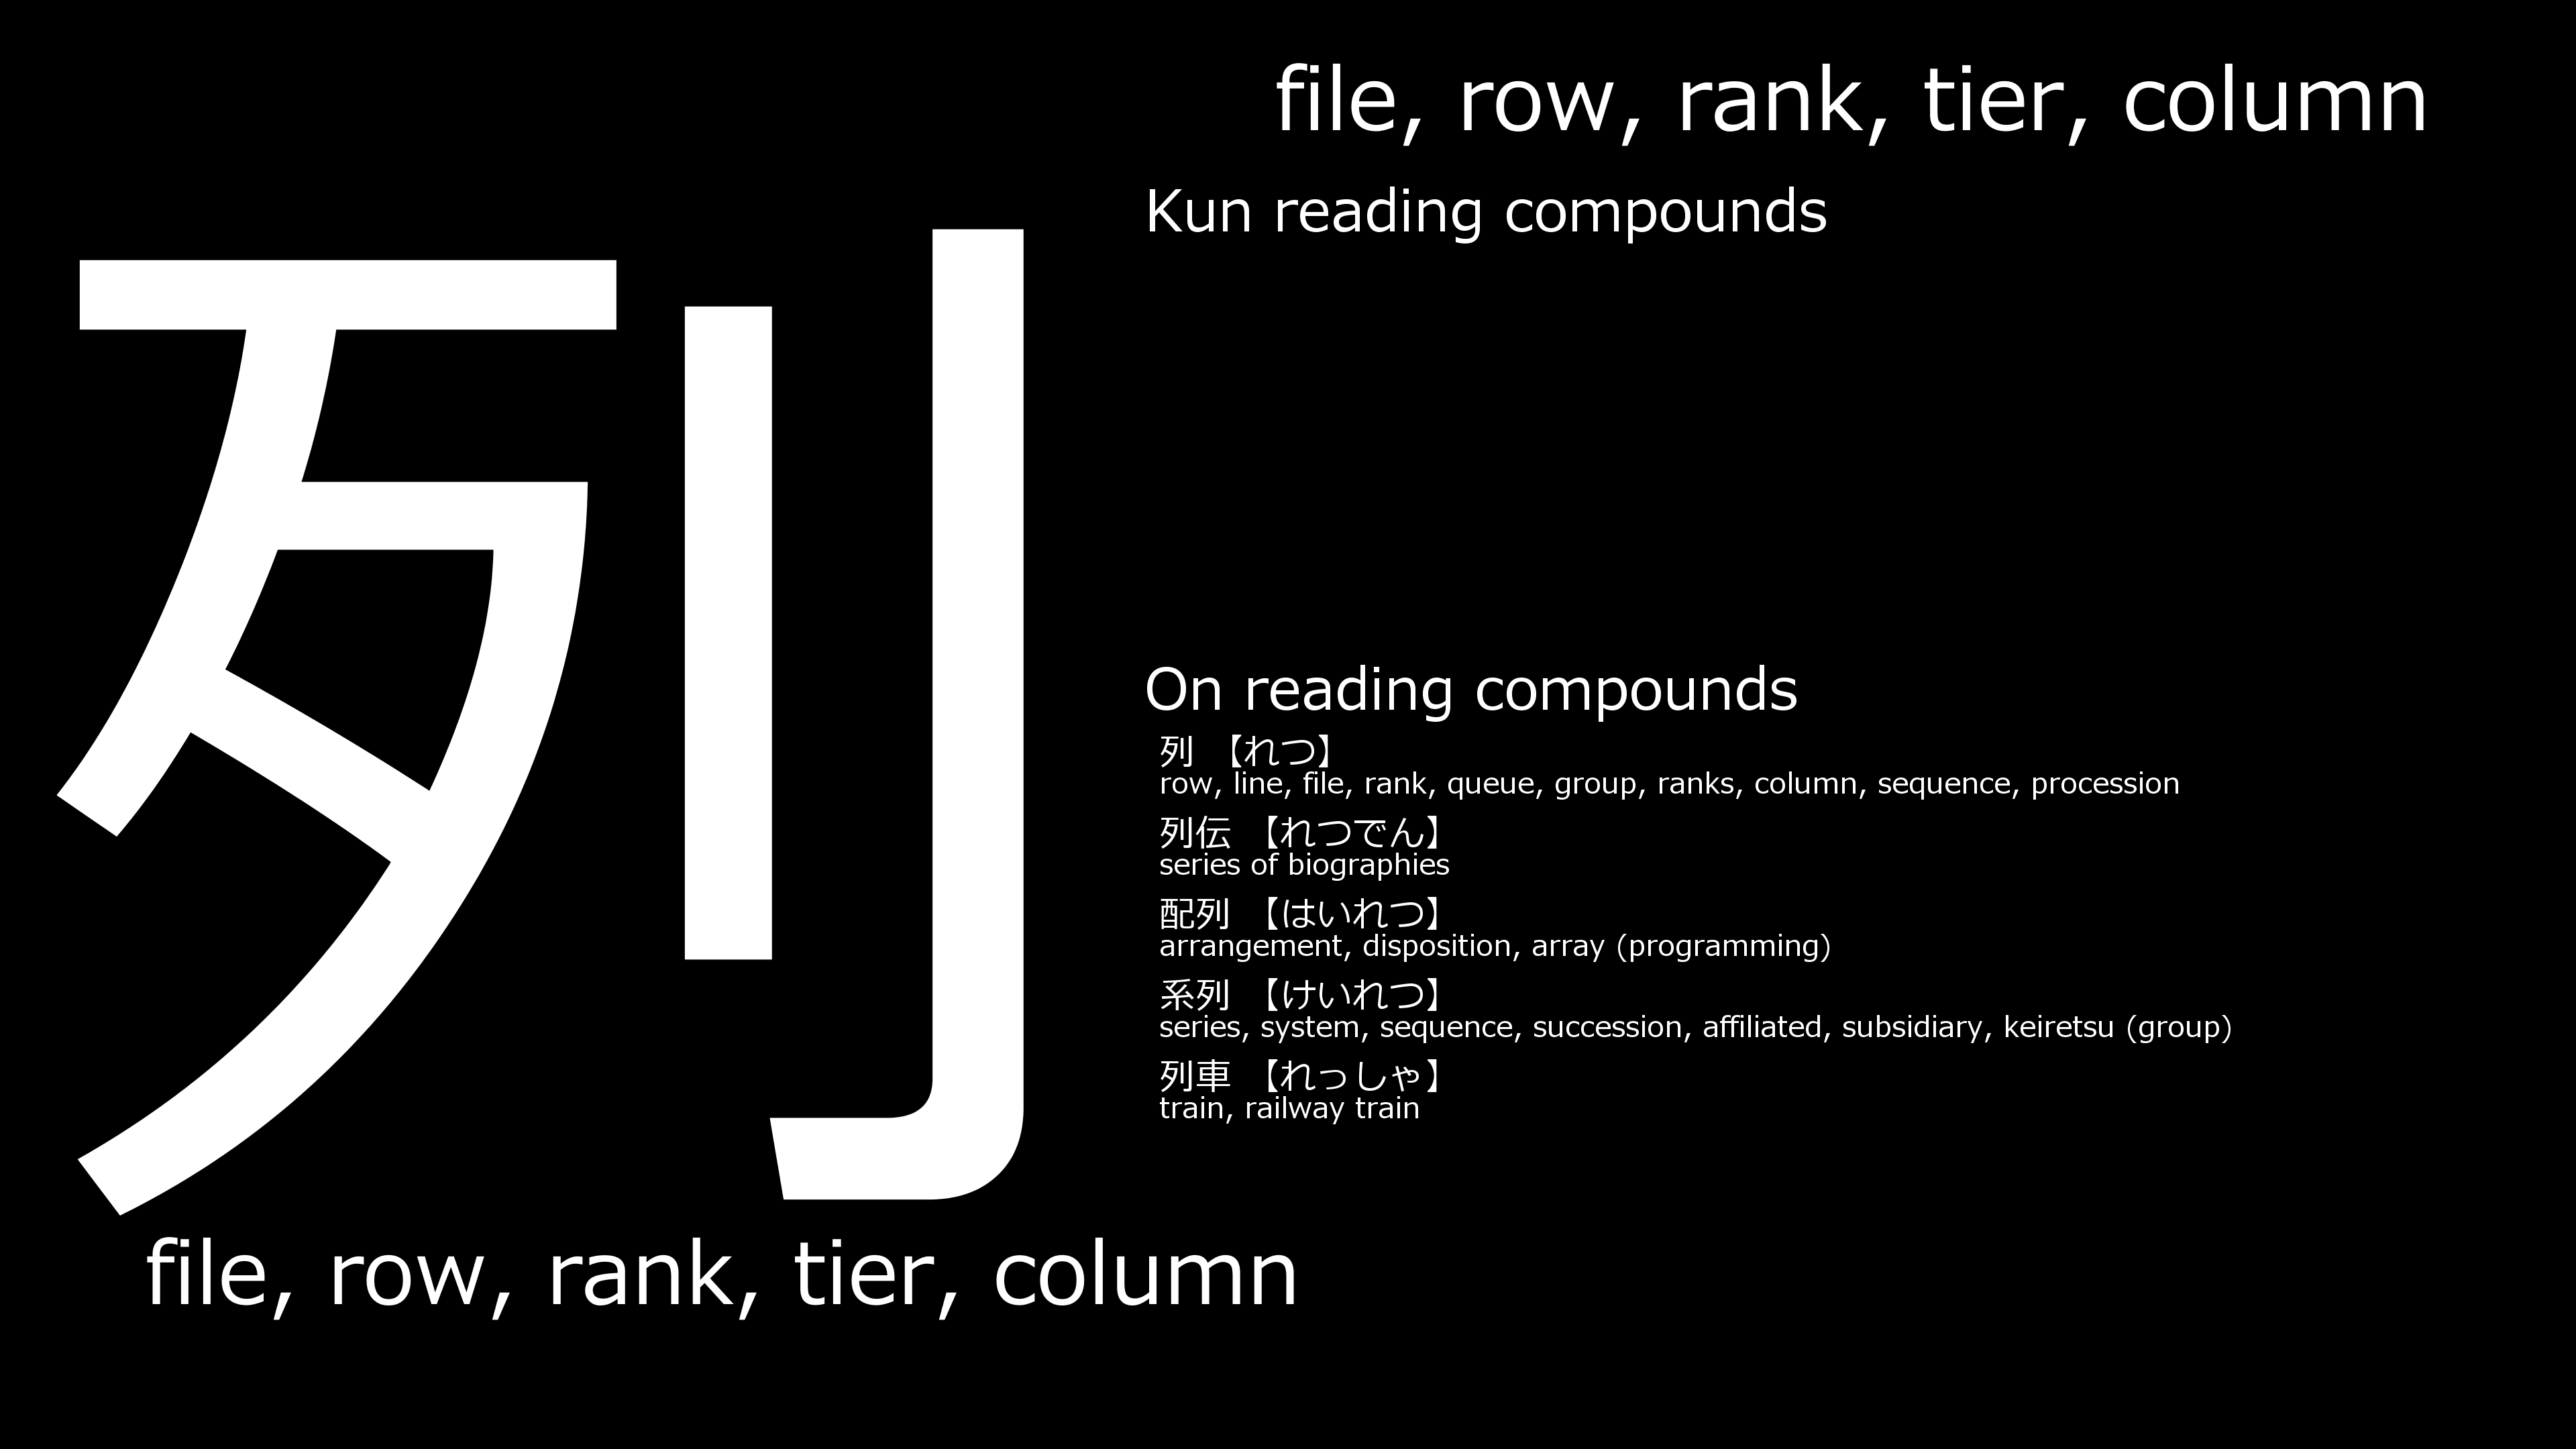 列
file, row, rank, tier, column
file, row, rank, tier, column
Kun reading compounds
On reading compounds
列 【れつ】
row, line, file, rank, queue, group, ranks, column, sequence, procession
列伝 【れつでん】
series of biographies
配列 【はいれつ】
arrangement, disposition, array (programming)
系列 【けいれつ】
series, system, sequence, succession, affiliated, subsidiary, keiretsu (group)
列車 【れっしゃ】
train, railway train